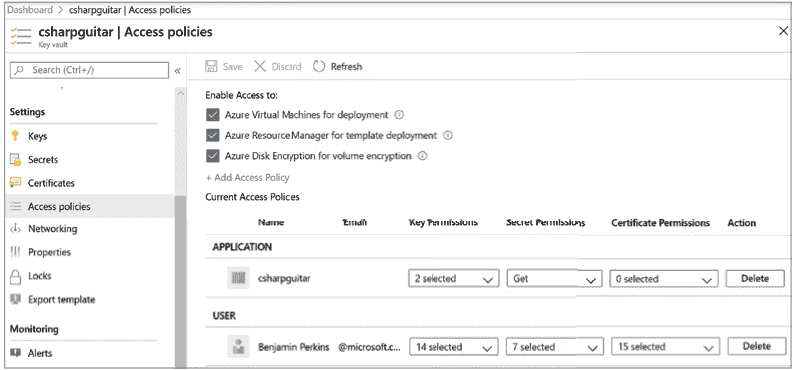 Dashboard > csharpguitar | Access policies
csharpguitar | Access policies
Key vault
Search (Ctrl+/)
Save Discard Refresh
Enable Access to:
Azure Virtual Machines for deployment
Azure Resource Manager for template deployment
Azure Disk Encryption for volume encryption
+ Add Access Policy
Current Access Polices
Name Email Key Permissions Secret Permissions Certificate Permissions Action
APPLICATION
csharpguitar 2 selected Get 0 selected Delete
USER
Benjamin Perkins @microsoft.c... 14 selected 7 selected 15 selected Delete
Settings
Keys
Secrets
Certificates
Access policies
Networking
Properties
Locks
Export template
Monitoring
Alerts